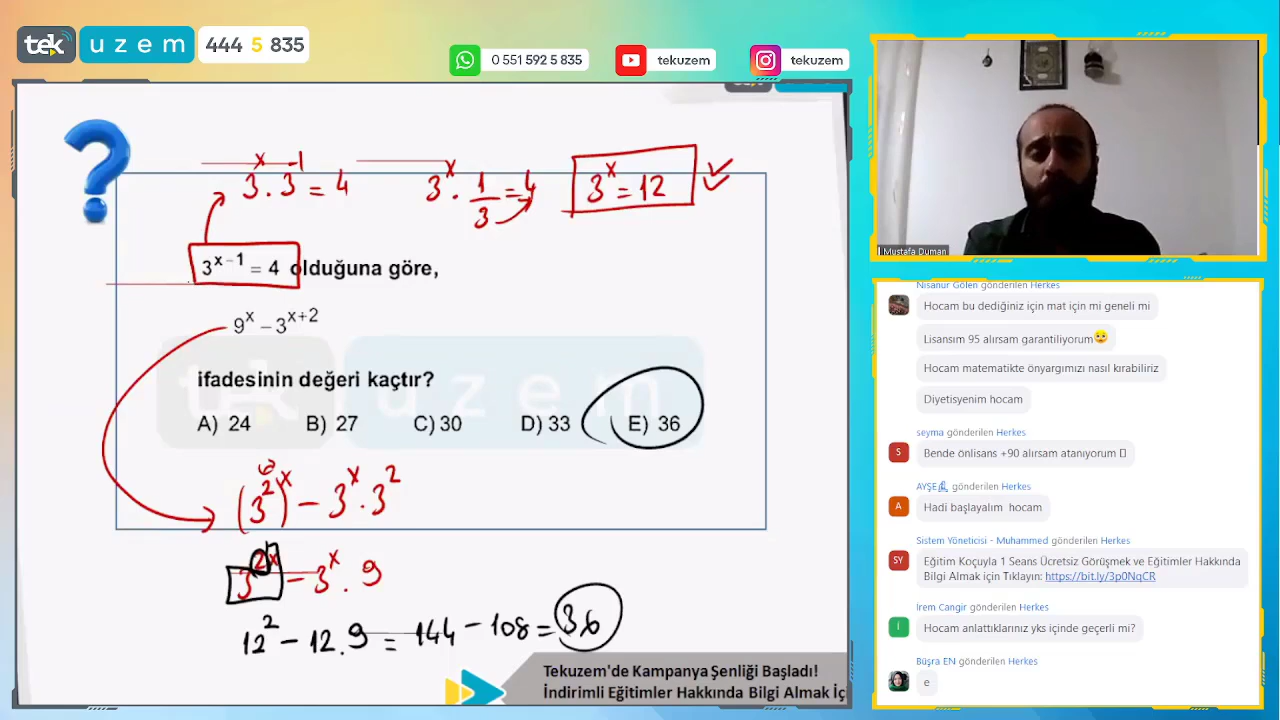 tek uzem 444 5 835
0 551 592 5 835 tekuzem tekuzem
3^x . 3^-1 = 4 3^x . 1/3 = 4 3^x = 12
3^x-1 = 4 olduğuna göre,
9^x – 3^x+2
ifadesinin değeri kaçtır?
A) 24 B) 27 C) 30 D) 33 E) 36
tek uzem
(3^2)^x – 3^x . 3^2
3^2x – 3^x . 9
12^2 – 12.9 = 144 – 108 = 36
Tekuzem'de Kampanya Şenliği Başladı!
İndirimli Eğitimler Hakkında Bilgi Almak İç
Mustafa Duman
Nisanur Gölen gönderilen Herkes
Hocam bu dediğiniz için mat için mi geneli mi
Lisansım 95 alırsam garantiliyorum
Hocam matematikte önyargımızı nasıl kırabiliriz
Diyetisyenim hocam
seyma gönderilen Herkes
S
Bende önlisans +90 alırsam atanıyorum
AYŞE gönderilen Herkes
A
Hadi başlayalım hocam
Sistem Yöneticisi - Muhammed gönderilen Herkes
SY
Eğitim Koçuyla 1 Seans Ücretsiz Görüşmek ve Eğitimler Hakkında
Bilgi Almak için Tıklayın: https://bit.ly/3p0NqCR
İrem Cangir gönderilen Herkes
İ
Hocam anlattıklarınız yks içinde geçerli mi?
Büşra EN gönderilen Herkes
e